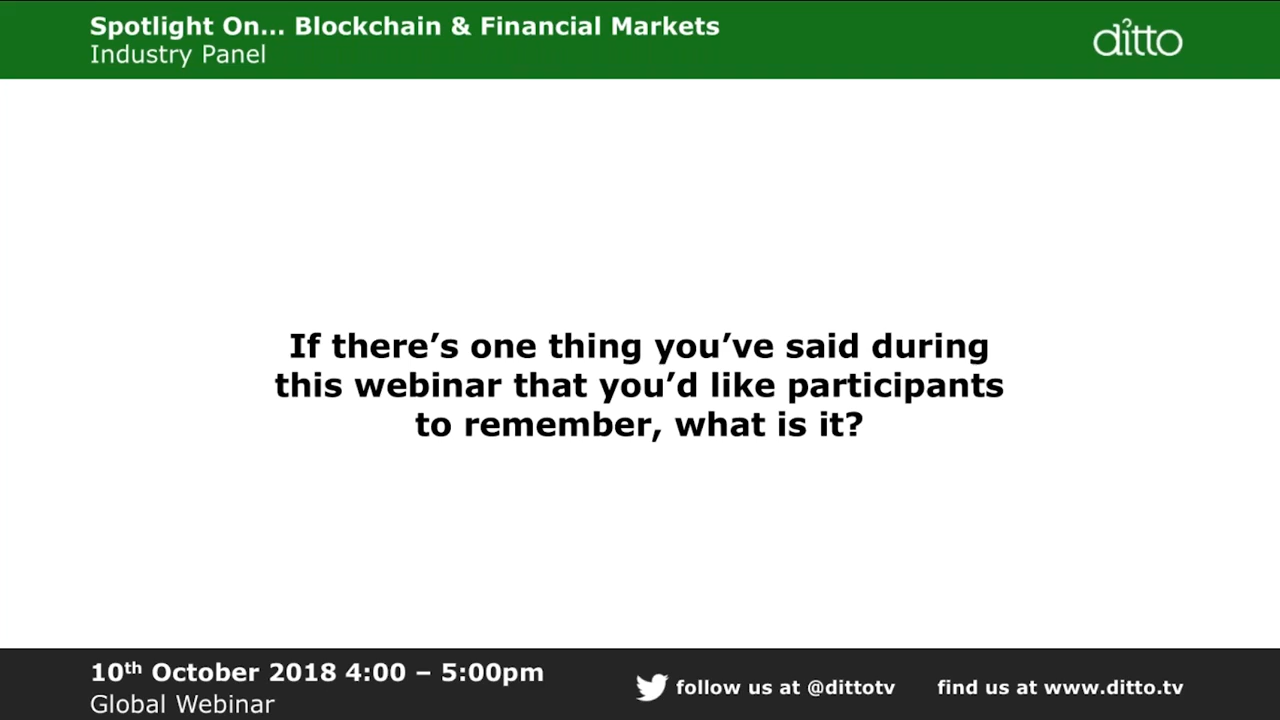 Spotlight On... Blockchain & Financial Markets
Industry Panel
ditto
If there’s one thing you’ve said during
this webinar that you’d like participants
to remember, what is it?
10th October 2018 4:00 – 5:00pm
Global Webinar
follow us at @dittotv
find us at www.ditto.tv